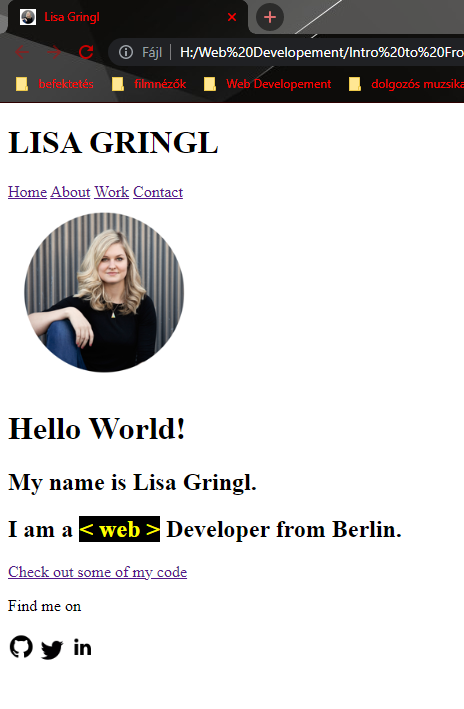 Lisa Gringl
Fájl H:/Web%20Developement/Intro%20to%20Fro
befektetés filmnézők Web Developement dolgozós muzsika
LISA GRINGL
Home About Work Contact
Hello World!
My name is Lisa Gringl.
I am a < web > Developer from Berlin.
Check out some of my code
Find me on
in